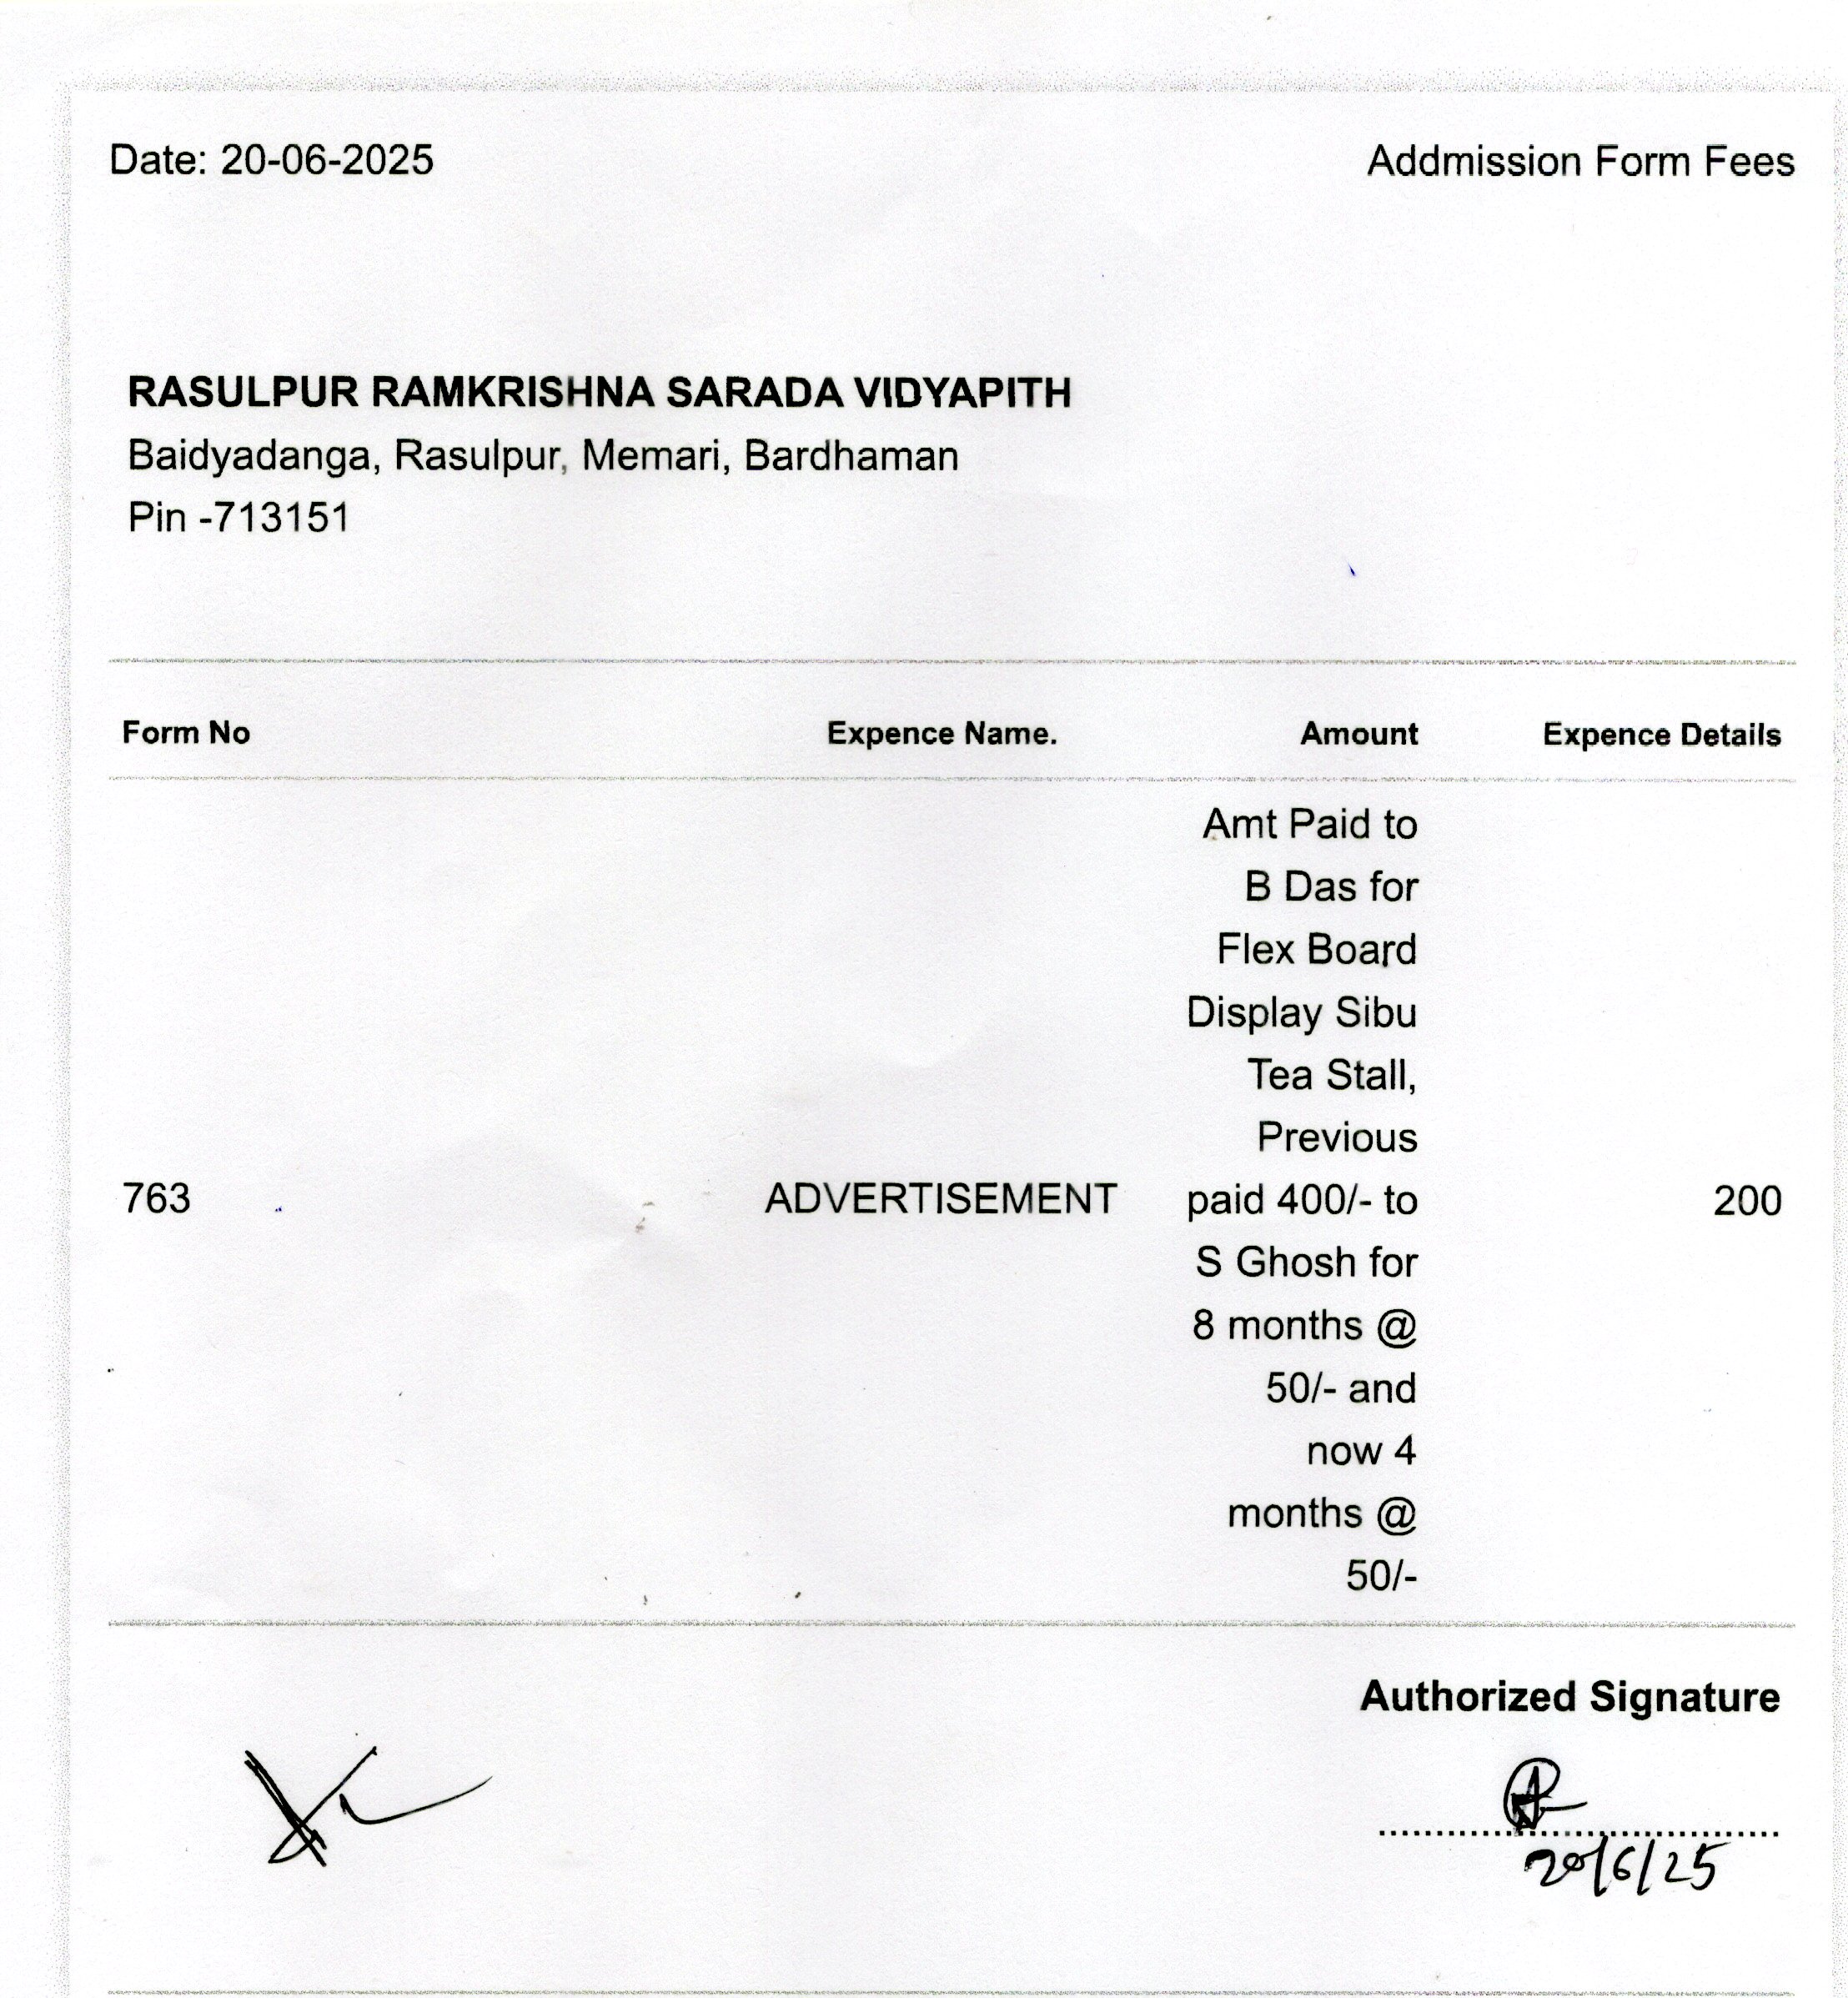 Date: 20-06-2025
Addmission Form Fees
RASULPUR RAMKRISHNA SARADA VIDYAPITH
Baidyadanga, Rasulpur, Memari, Bardhaman
Pin -713151
Form No Expence Name. Amount Expence Details
Amt Paid to
B Das for
Flex Board
Display Sibu
Tea Stall,
Previous
763 ADVERTISEMENT paid 400/- to 200
S Ghosh for
8 months @
50/- and
now 4
months @
50/-
Authorized Signature
20/6/25